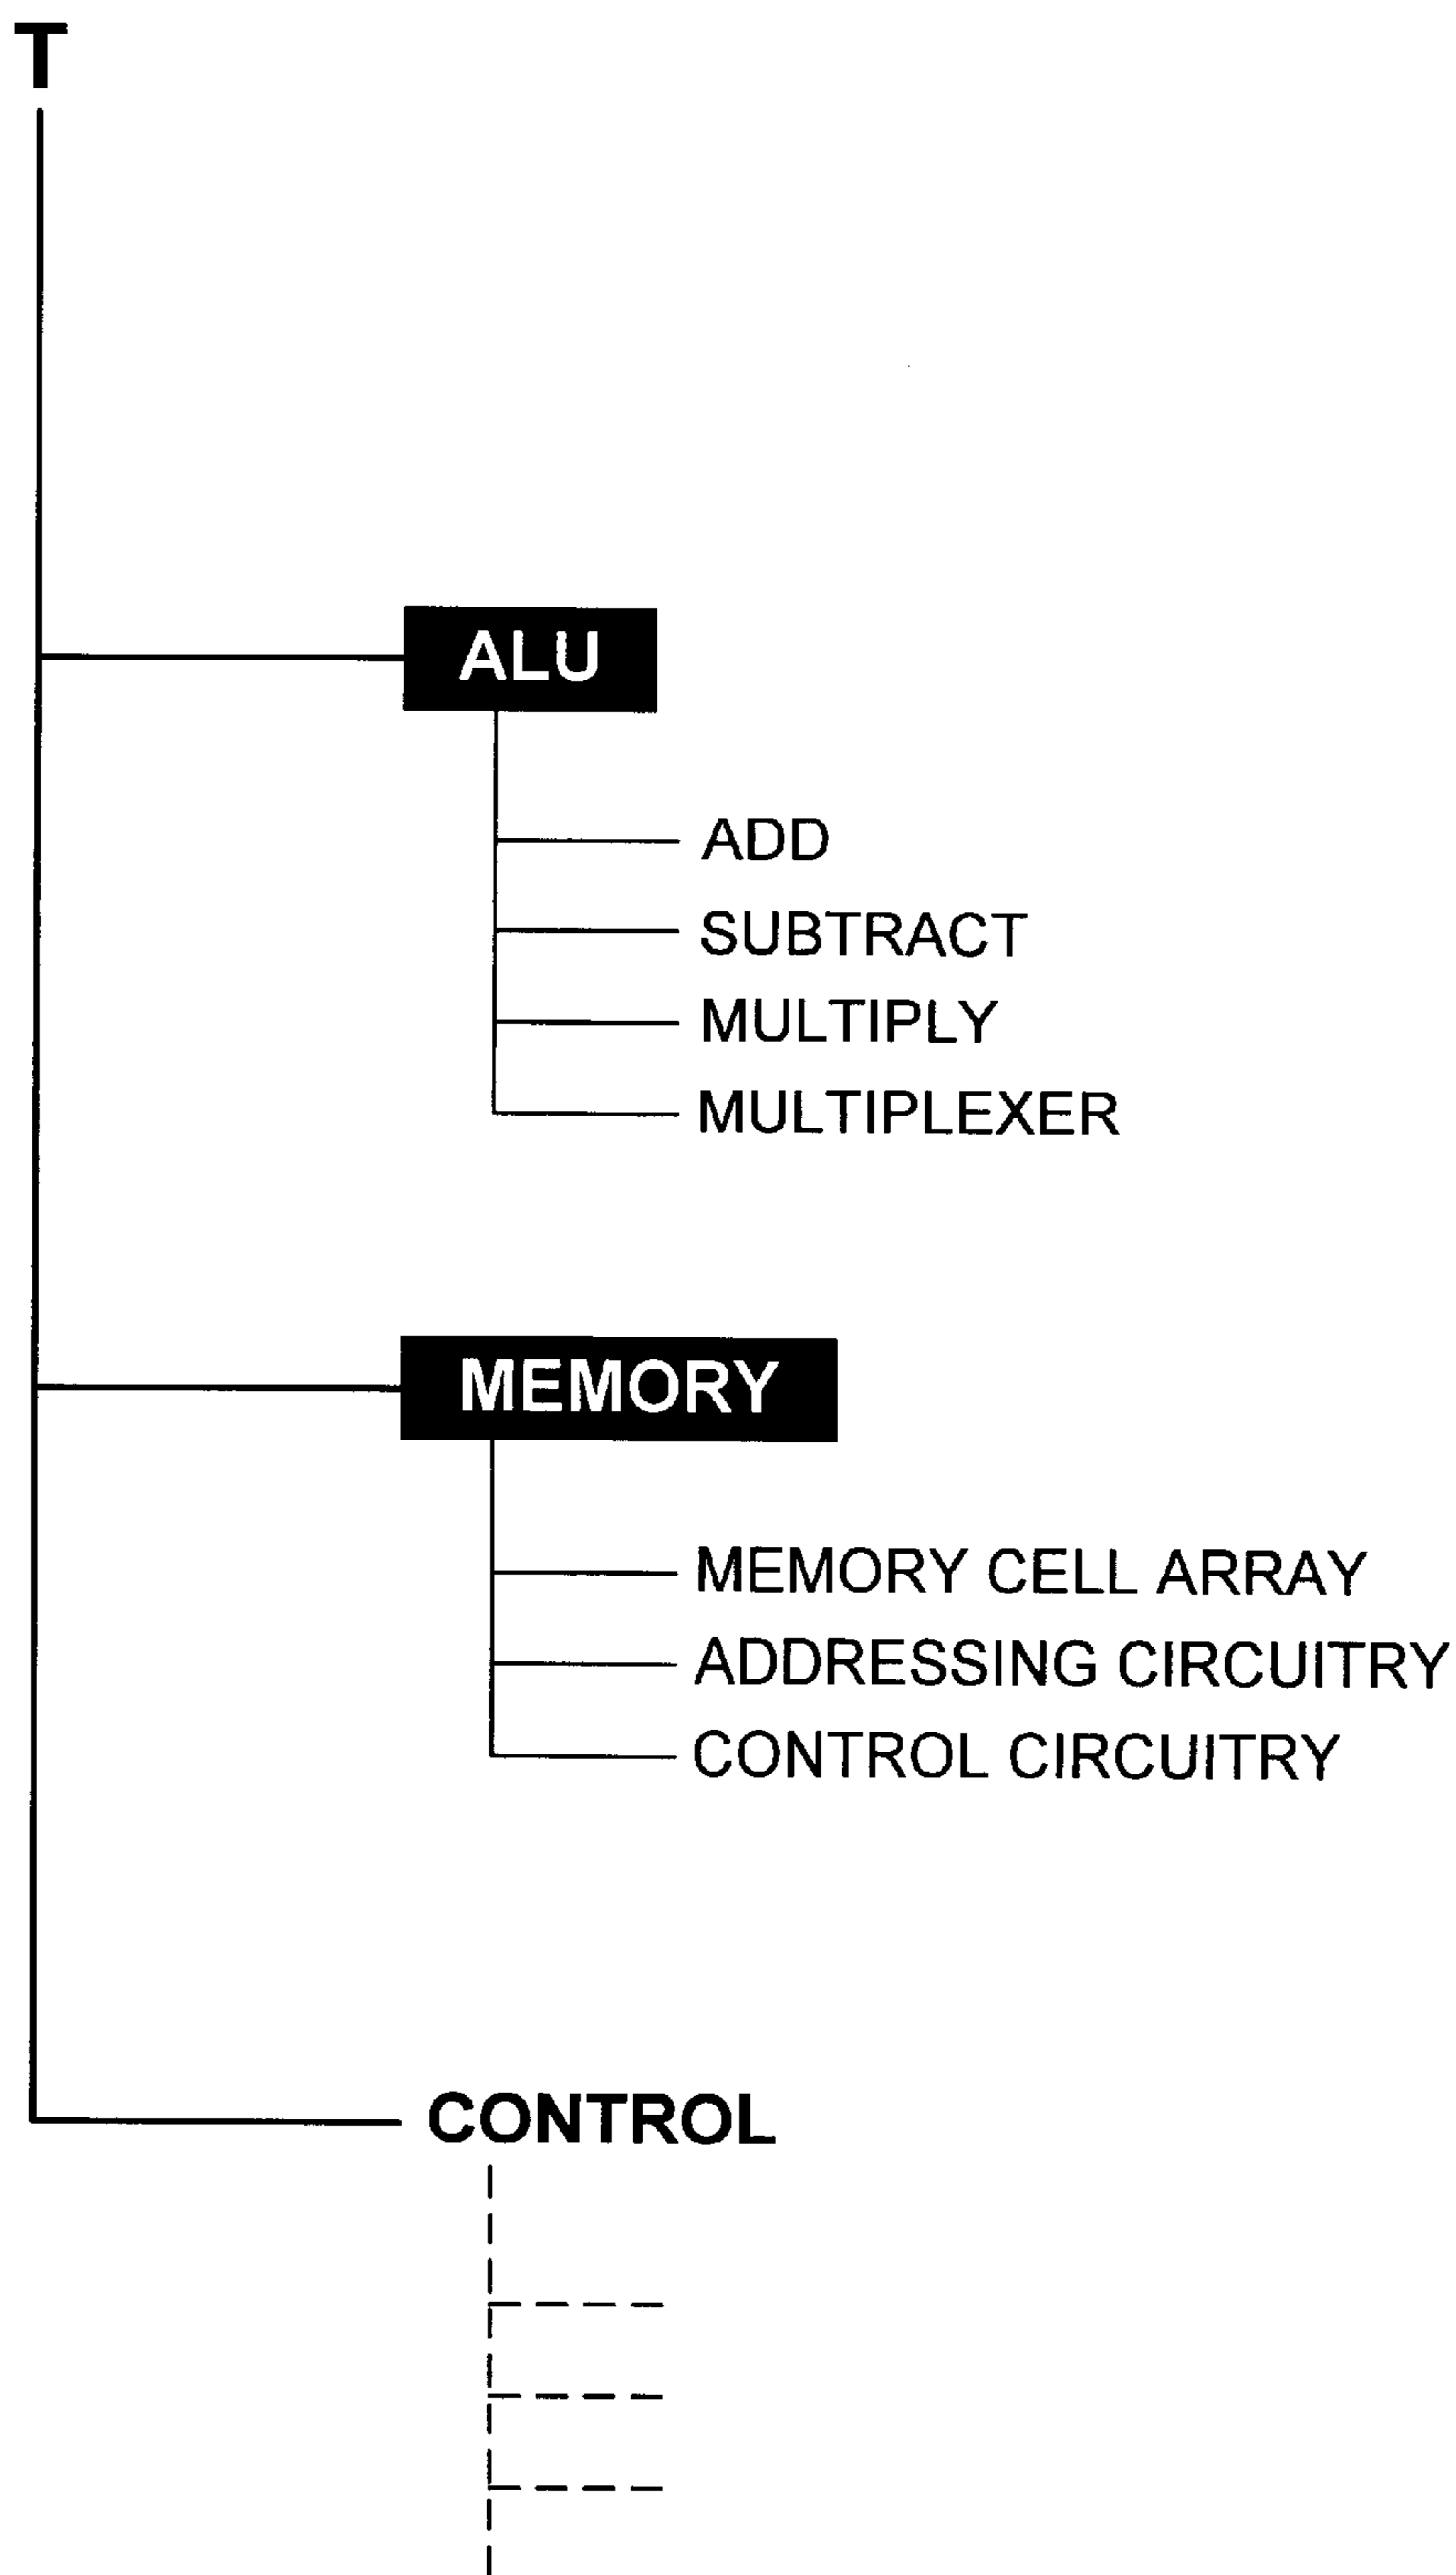 T
ALU
ADD
SUBTRACT
MULTIPLY
MULTIPLEXER
MEMORY
MEMORY CELL ARRAY
ADDRESSING CIRCUITRY
CONTROL CIRCUITRY
CONTROL